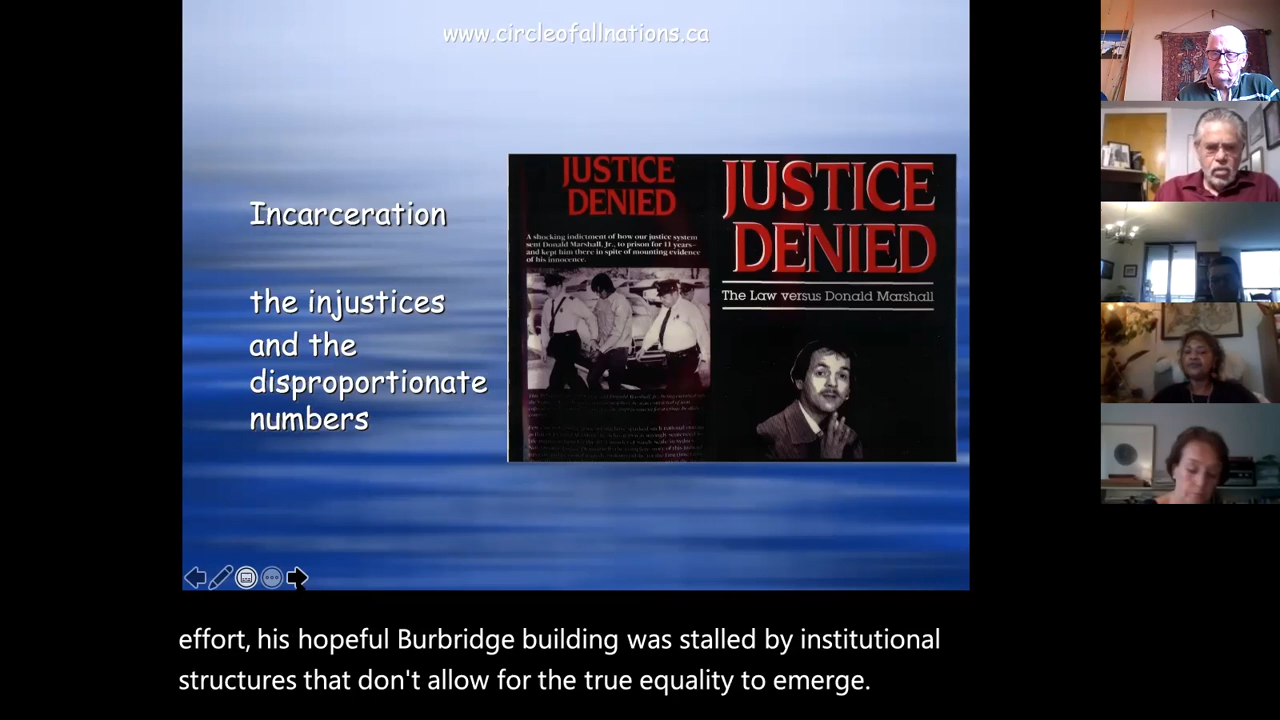 www.circleofallnations.ca
Incarceration
the injustices
and the
disproportionate
numbers
JUSTICE
DENIED
A shocking indictment of how our justice system
sent Donald Marshall, Jr., to prison for 11 years–
and kept him there in spite of mounting evidence
of his innocence.
JUSTICE
DENIED
The Law versus Donald Marshall
effort, his hopeful Burbridge building was stalled by institutional
structures that don't allow for the true equality to emerge.